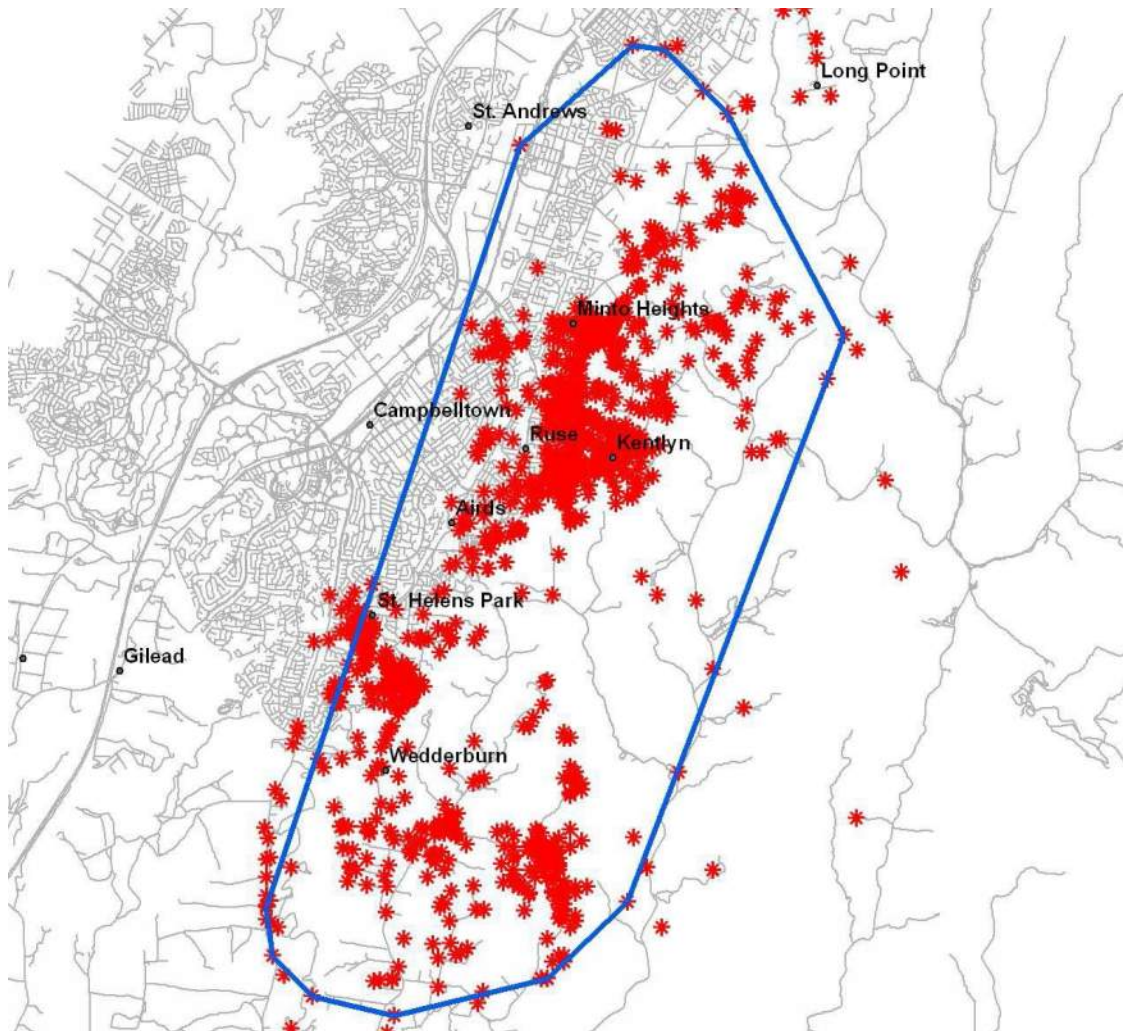 Long Point
St. Andrews
Minto Heights
Campbelltown
Ruse
Kentlyn
Airds
St. Helens Park
Gilead
Wedderburn